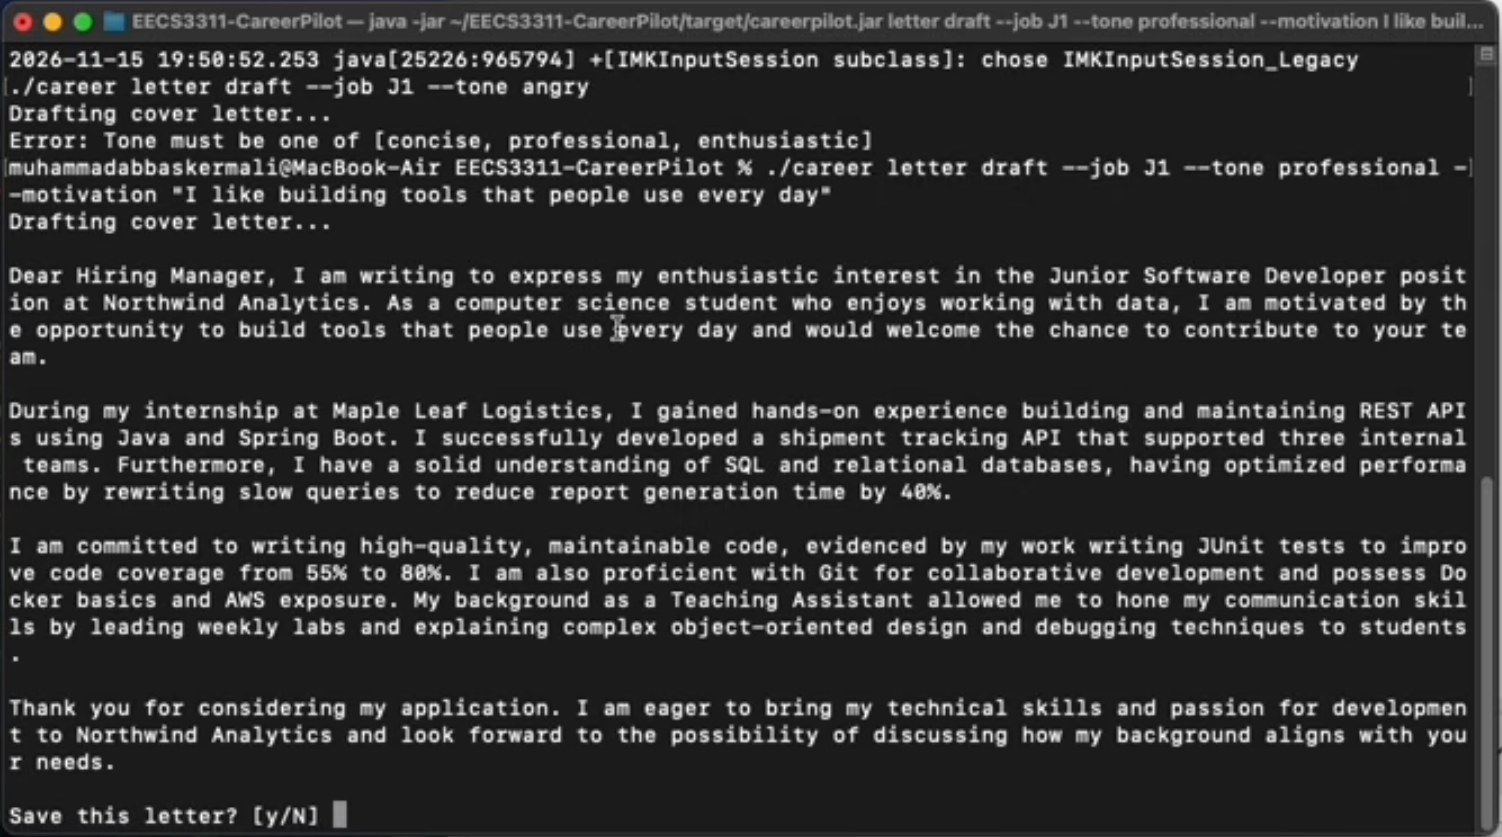 EECS3311-CareerPilot — java -jar ~/EECS3311-CareerPilot/target/careerpilot.jar letter draft --job J1 --tone professional --motivation I like buil...
2026-11-15 19:50:52.253 java[25226:965794] +[IMKInputSession subclass]: chose IMKInputSession_Legacy
./career letter draft --job J1 --tone angry
Drafting cover letter...
Error: Tone must be one of [concise, professional, enthusiastic]
muhammadabbaskermali@MacBook-Air EECS3311-CareerPilot % ./career letter draft --job J1 --tone professional -
-motivation "I like building tools that people use every day"
Drafting cover letter...
Dear Hiring Manager, I am writing to express my enthusiastic interest in the Junior Software Developer posit
ion at Northwind Analytics. As a computer science student who enjoys working with data, I am motivated by th
e opportunity to build tools that people use every day and would welcome the chance to contribute to your te
am.
During my internship at Maple Leaf Logistics, I gained hands-on experience building and maintaining REST API
s using Java and Spring Boot. I successfully developed a shipment tracking API that supported three internal
 teams. Furthermore, I have a solid understanding of SQL and relational databases, having optimized performa
nce by rewriting slow queries to reduce report generation time by 40%.
I am committed to writing high-quality, maintainable code, evidenced by my work writing JUnit tests to impro
ve code coverage from 55% to 80%. I am also proficient with Git for collaborative development and possess Do
cker basics and AWS exposure. My background as a Teaching Assistant allowed me to hone my communication skil
ls by leading weekly labs and explaining complex object-oriented design and debugging techniques to students
.
Thank you for considering my application. I am eager to bring my technical skills and passion for developmen
t to Northwind Analytics and look forward to the possibility of discussing how my background aligns with you
r needs.
Save this letter? [y/N]